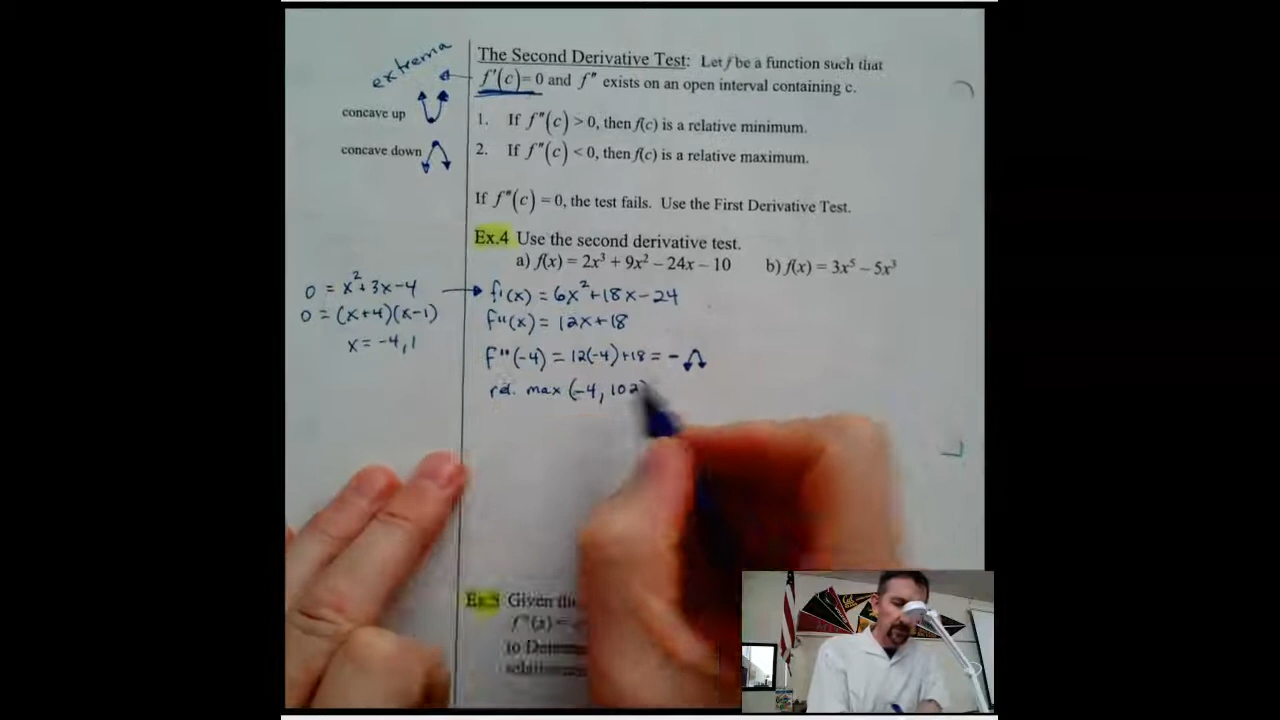 extrema
concave up
concave down
The Second Derivative Test: Let f be a function such that
f'(c)=0 and f" exists on an open interval containing c.
1. If f"(c) > 0, then f(c) is a relative minimum.
2. If f"(c) < 0, then f(c) is a relative maximum.
If f"(c) = 0, the test fails. Use the First Derivative Test.
Ex.4 Use the second derivative test.
a) f(x) = 2x³ + 9x² − 24x − 10 b) f(x) = 3x⁵ − 5x³
0 = x²+3x-4
0 = (x+4)(x-1)
x = -4,1
f'(x) = 6x²+18x-24
f"(x) = 12x+18
f"(-4) = 12(-4)+18 = -
rel. max (-4, 102)
Given the